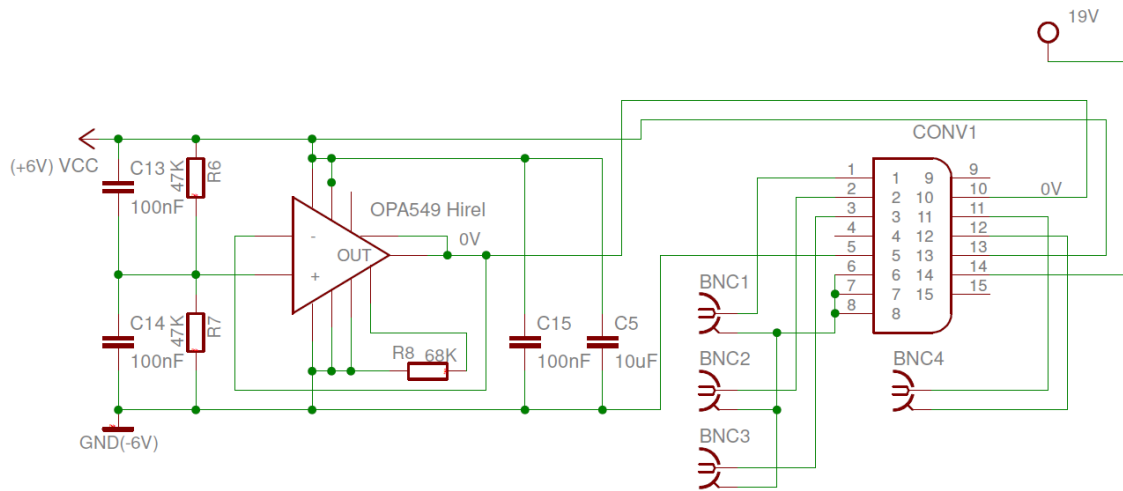 19V
CONV1
(+6V) VCC
C13
100nF
47K
R6
OPA549 Hirel
-
OUT
+
0V
C14
100nF
47K
R7
R8
68K
C15
100nF
C5
10uF
GND(-6V)
1
2
3
4
5
6
7
8
1
2
3
4
5
6
7
8
9
10
11
12
13
14
15
9
10
11
12
13
14
15
0V
BNC1
BNC2
BNC3
BNC4